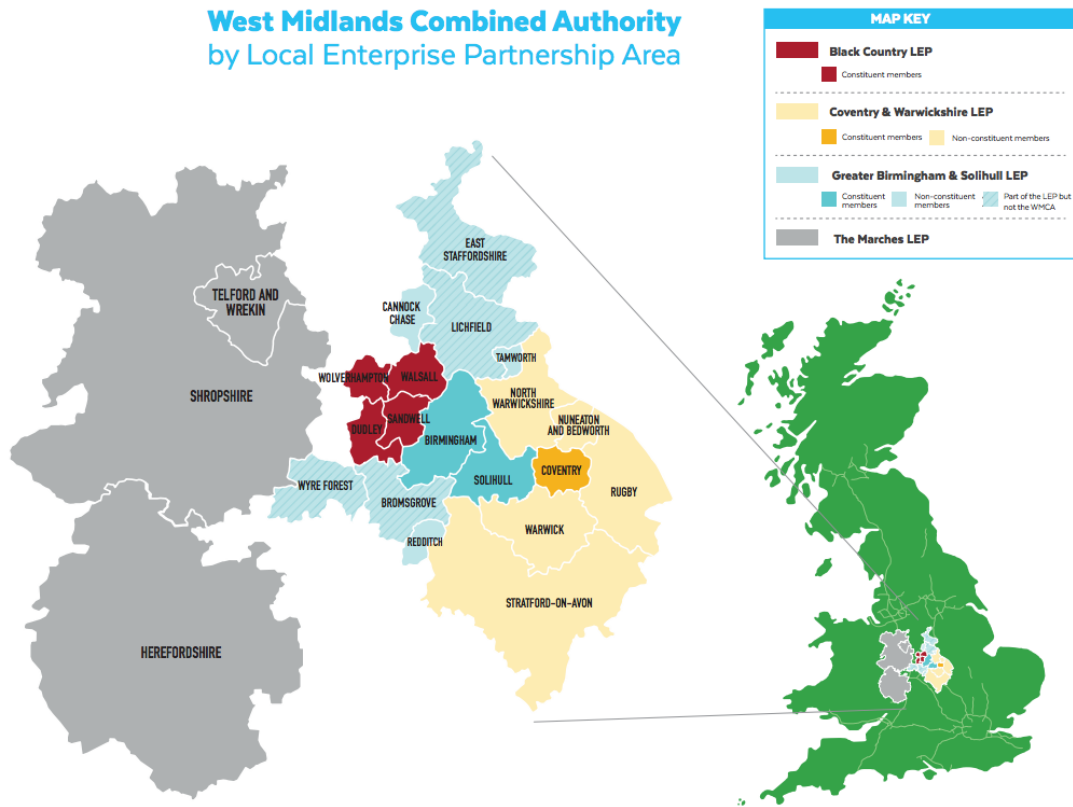 West Midlands Combined Authority
by Local Enterprise Partnership Area
MAP KEY
Black Country LEP
Constituent members
Coventry & Warwickshire LEP
Constituent members
Non-constituent members
Greater Birmingham & Solihull LEP
Constituent
members
Non-constituent
members
Part of the LEP but
not the WMCA
The Marches LEP
EAST
STAFFORDSHIRE
TELFORD AND
WREKIN
CANNOCK
CHASE
LICHFIELD
TAMWORTH
WOLVERHAMPTON
WALSALL
SHROPSHIRE
NORTH
WARWICKSHIRE
SANDWELL
DUDLEY
NUNEATON
AND BEDWORTH
BIRMINGHAM
COVENTRY
SOLIHULL
WYRE FOREST
RUGBY
BROMSGROVE
WARWICK
REDDITCH
STRATFORD-ON-AVON
HEREFORDSHIRE